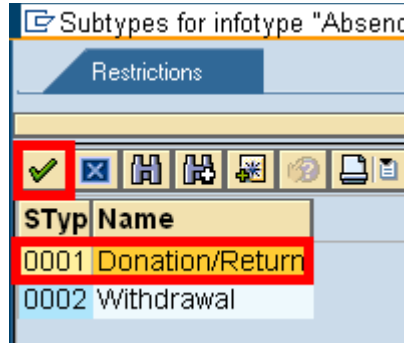 Subtypes for infotype "Absenc
Restrictions
STyp Name
0001 Donation/Return
0002 Withdrawal